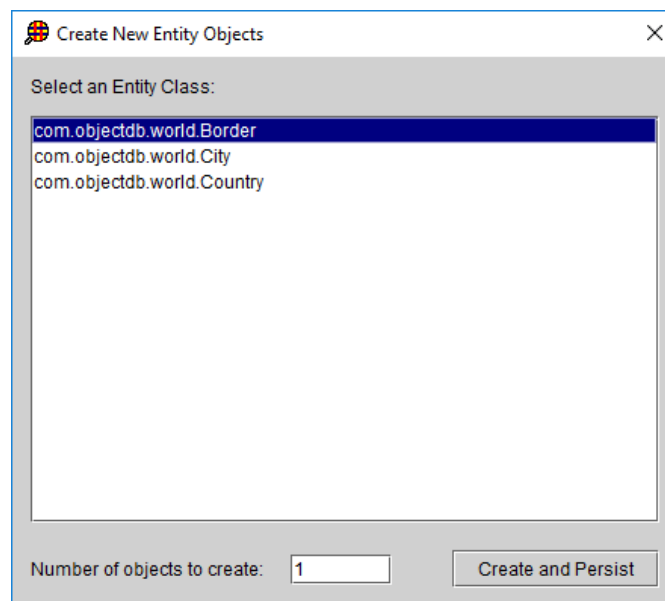 Create New Entity Objects
Select an Entity Class:
com.objectdb.world.Border
com.objectdb.world.City
com.objectdb.world.Country
Number of objects to create: 1 Create and Persist